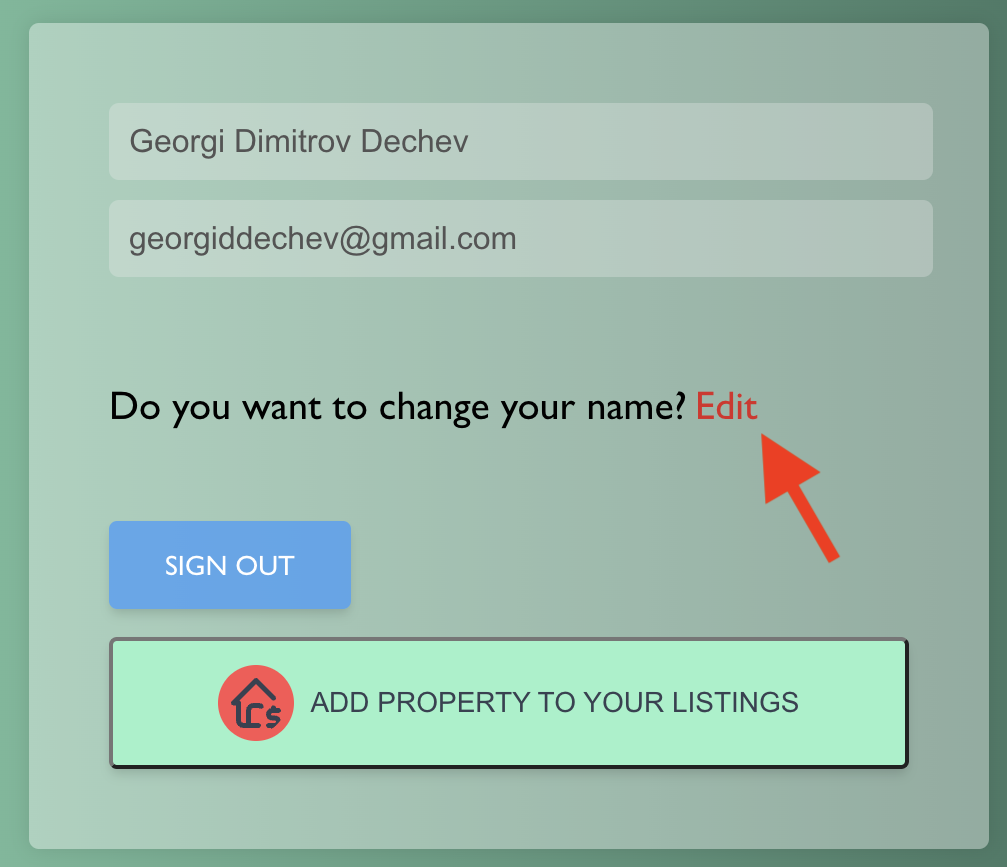 Georgi Dimitrov Dechev
georgiddechev@gmail.com
Do you want to change your name? Edit
SIGN OUT
ADD PROPERTY TO YOUR LISTINGS